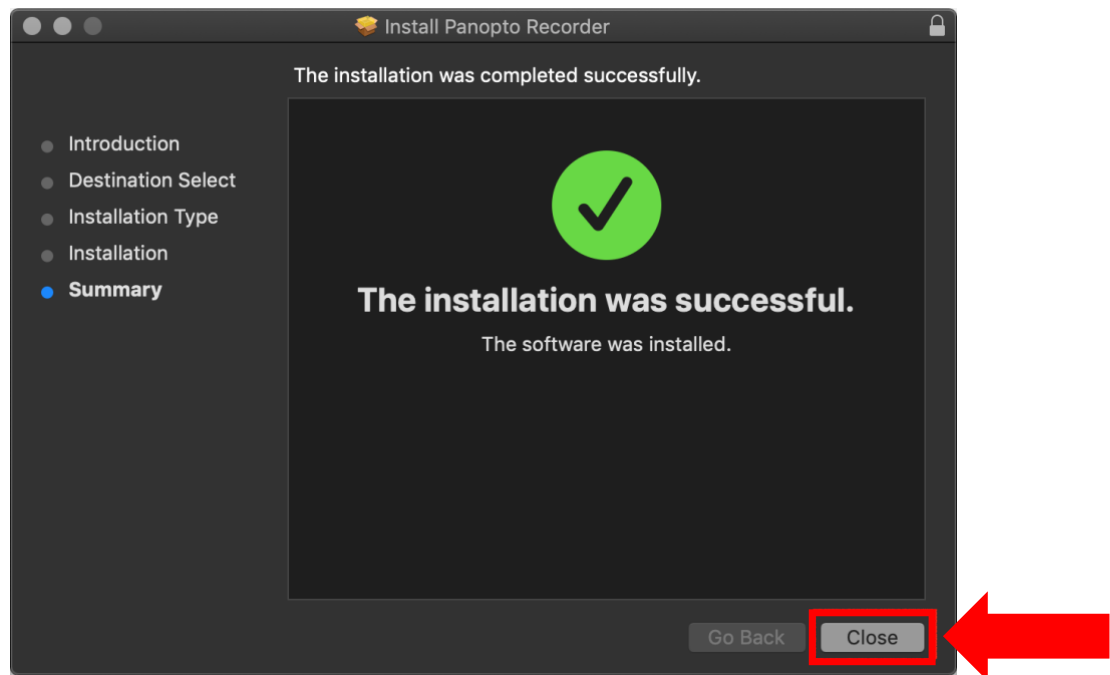 Install Panopto Recorder
The installation was completed successfully.
Introduction
Destination Select
Installation Type
Installation
Summary
The installation was successful.
The software was installed.
Go Back
Close